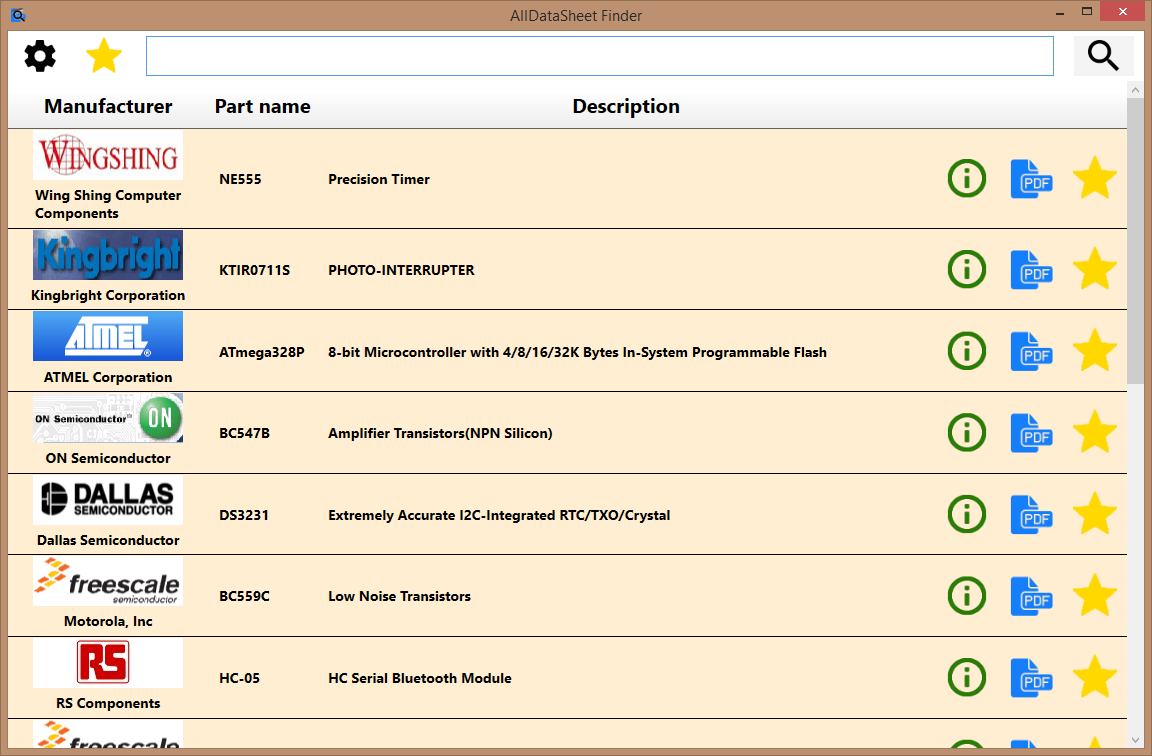 AllDataSheet Finder
Manufacturer Part name Description
WINGSHING
Wing Shing Computer
Components
NE555 Precision Timer PDF
Kingbright
Kingbright Corporation
KTIR0711S PHOTO-INTERRUPTER PDF
ATMEL®
ATMEL Corporation
ATmega328P 8-bit Microcontroller with 4/8/16/32K Bytes In-System Programmable Flash PDF
ON Semiconductor™ ON
ON Semiconductor
BC547B Amplifier Transistors(NPN Silicon) PDF
DALLAS
SEMICONDUCTOR
Dallas Semiconductor
DS3231 Extremely Accurate I2C-Integrated RTC/TXO/Crystal PDF
freescale
semiconductor
Motorola, Inc
BC559C Low Noise Transistors PDF
RS
RS Components
HC-05 HC Serial Bluetooth Module PDF
freescale